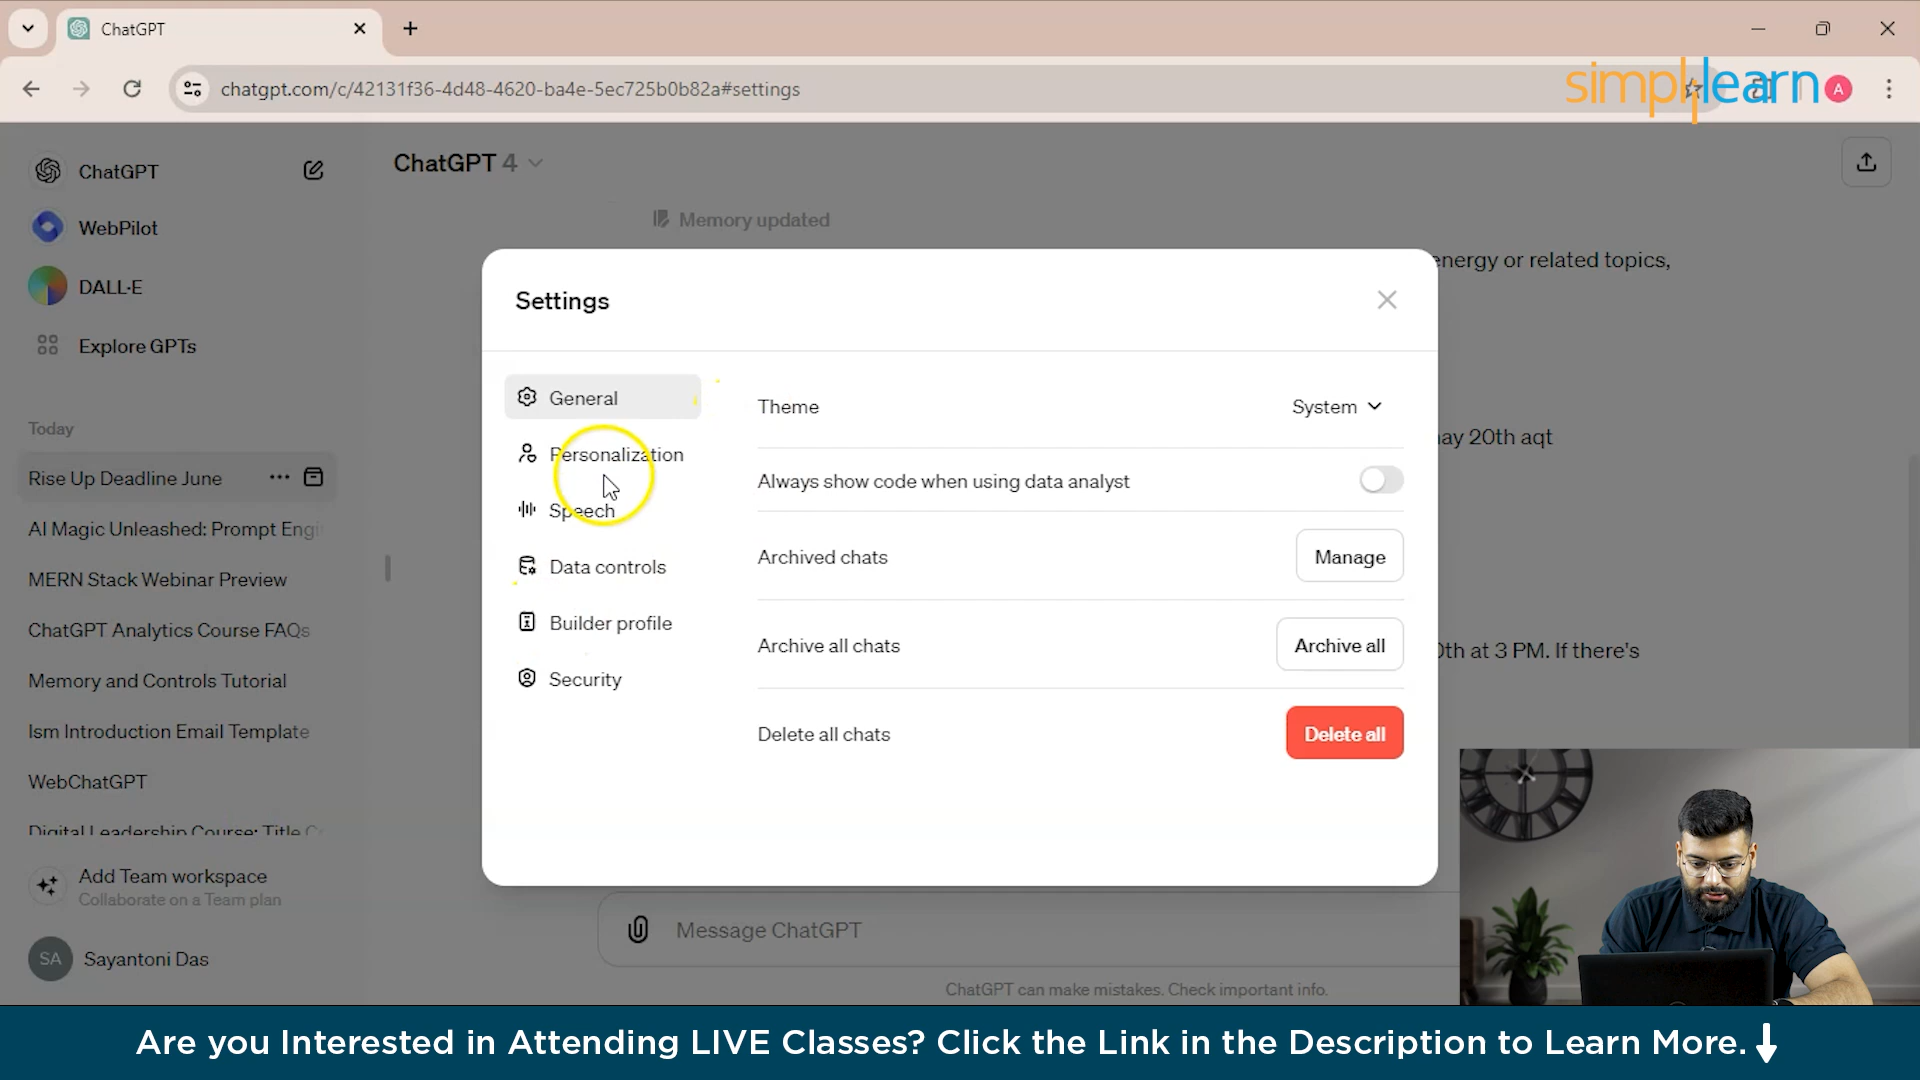 ChatGPT
chatgpt.com/c/42131f36-4d48-4620-ba4e-5ec725b0b82a#settings
simplilearn
A
ChatGPT
WebPilot
DALL·E
Explore GPTs
Today
Rise Up Deadline June
AI Magic Unleashed: Prompt Engi
MERN Stack Webinar Preview
ChatGPT Analytics Course FAQs
Memory and Controls Tutorial
Ism Introduction Email Template
WebChatGPT
Digital Leadership Course: Title C
Add Team workspace
Collaborate on a Team plan
SA
Sayantoni Das
ChatGPT 4
Memory updated
energy or related topics,
may 20th aqt
0th at 3 PM. If there's
Settings
General
Personalization
Speech
Data controls
Builder profile
Security
Theme
System
Always show code when using data analyst
Archived chats
Manage
Archive all chats
Archive all
Delete all chats
Delete all
Message ChatGPT
ChatGPT can make mistakes. Check important info.
Are you Interested in Attending LIVE Classes? Click the Link in the Description to Learn More.